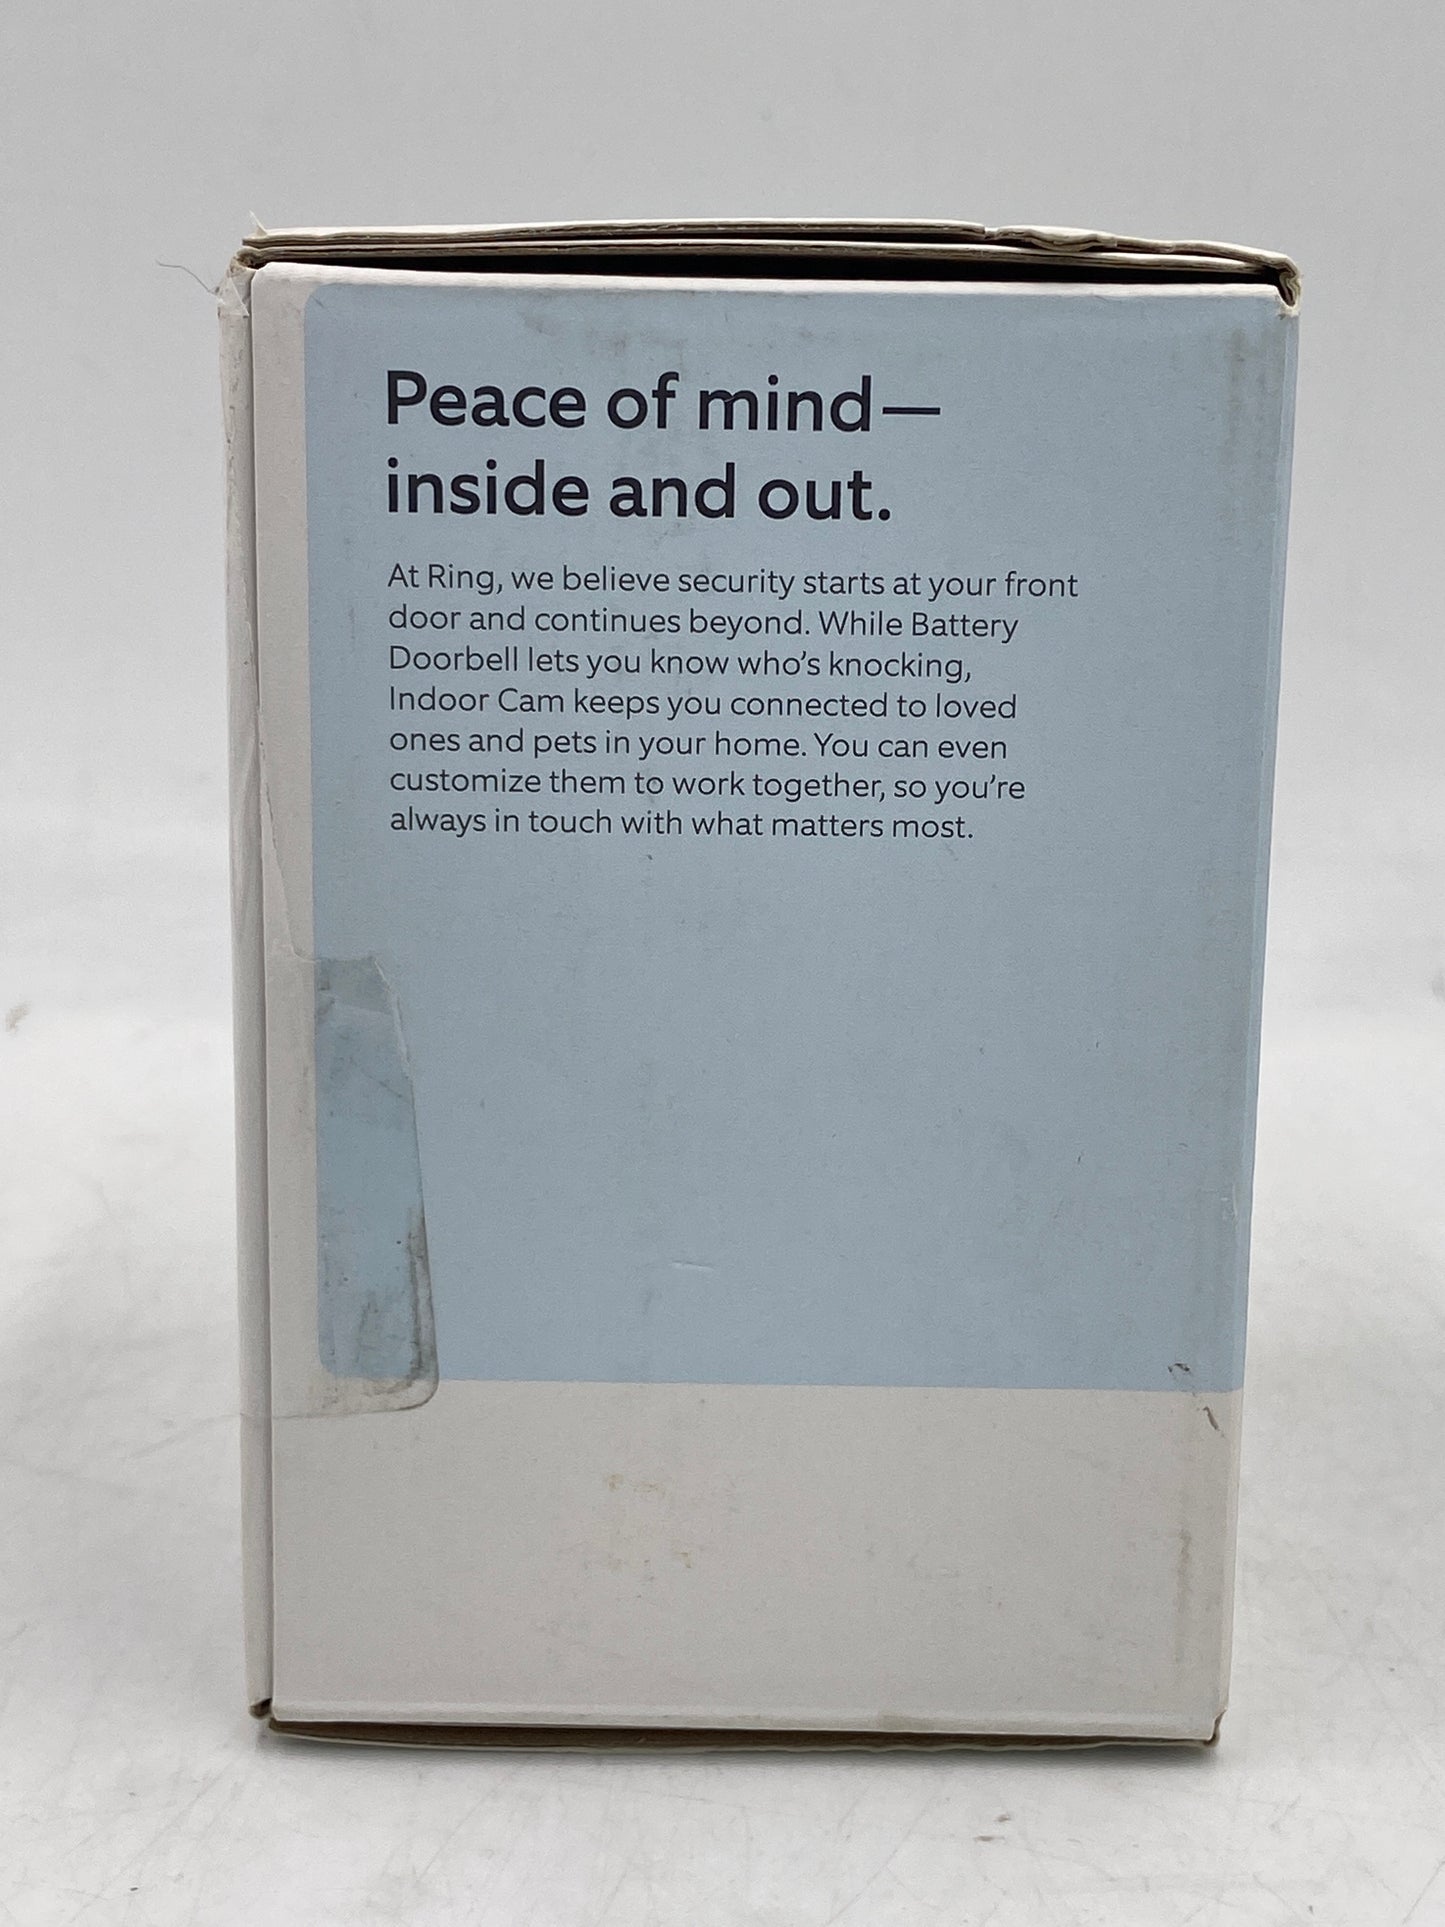 Peace of mind—
inside and out.
At Ring, we believe security starts at your front
door and continues beyond. While Battery
Doorbell lets you know who’s knocking,
Indoor Cam keeps you connected to loved
ones and pets in your home. You can even
customize them to work together, so you’re
always in touch with what matters most.